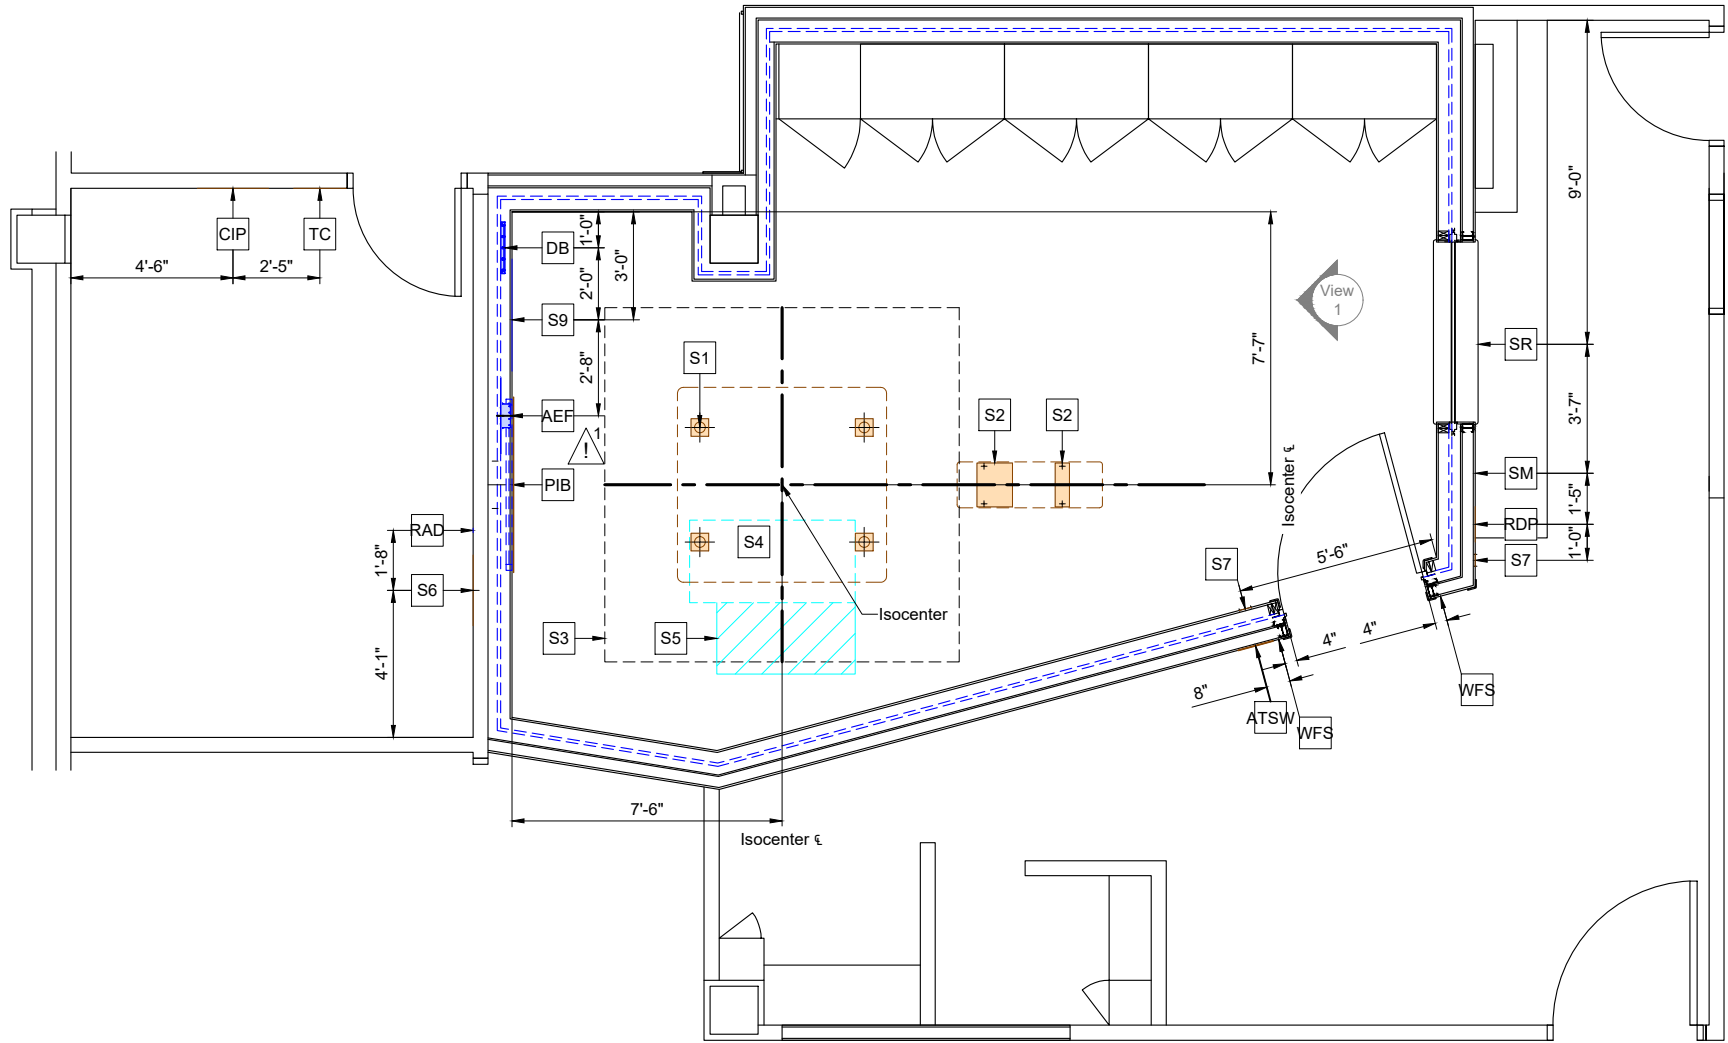 9'-0"
CIP
TC
4'-6"
2'-5"
DB
1'-0"
3'-0"
2'-0"
S9
2'-8"
S1
AEF
1
!
PIB
S2
S2
7'-7"
View
1
SR
3'-7"
SM
1'-5"
RDP
1'-0"
S7
Isocenter ℄
RAD
1'-8"
S6
4'-1"
S4
S3
S5
Isocenter
S7
5'-6"
4"
4"
8"
ATSW
WFS
WFS
7'-6"
Isocenter ℄